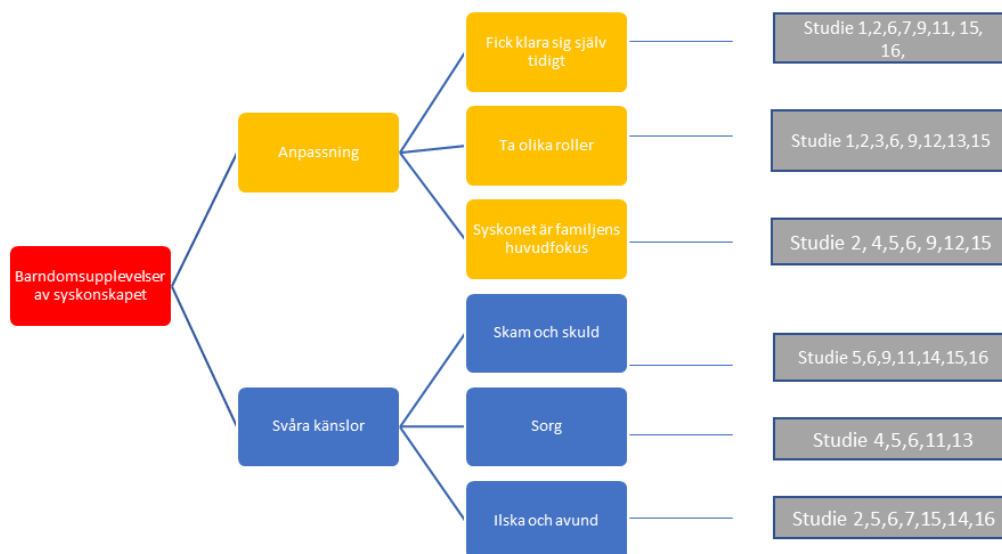 Fick klara sig själv
tidigt
Studie 1,2,6,7,9,11, 15,
16,
Anpassning
Ta olika roller
Studie 1,2,3,6, 9,12,13,15
Syskonet är familjens
huvudfokus
Studie 2, 4,5,6, 9,12,15
Barndomsupplevelser
av syskonskapet
Skam och skuld
Studie 5,6,9,11,14,15,16
Svåra känslor
Sorg
Studie 4,5,6,11,13
Ilska och avund
Studie 2,5,6,7,15,14,16